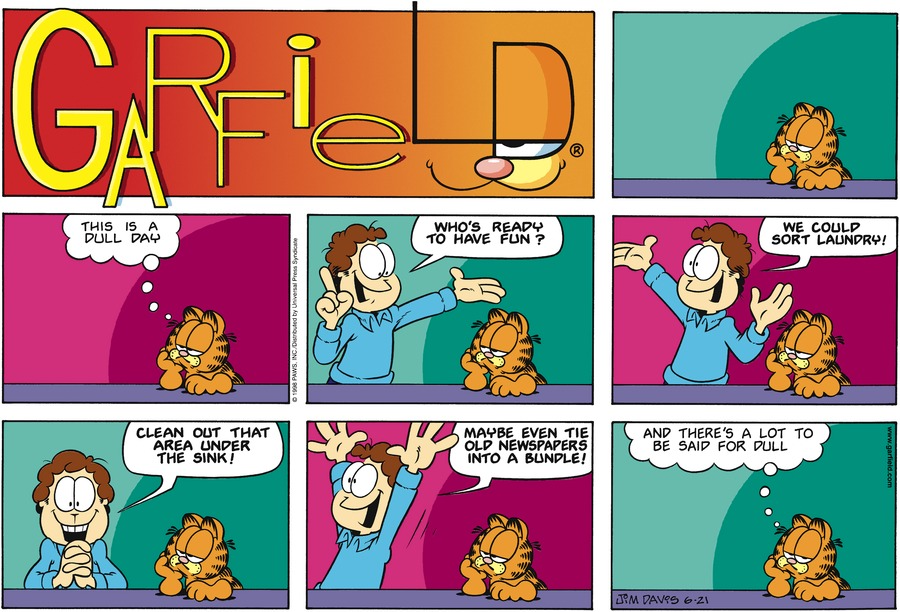 GARFIELD®
THIS IS A
DULL DAY
© 1998 PAWS, INC./Distributed by Universal Press Syndicate
WHO'S READY
TO HAVE FUN?
WE COULD
SORT LAUNDRY!
CLEAN OUT THAT
AREA UNDER
THE SINK!
MAYBE EVEN TIE
OLD NEWSPAPERS
INTO A BUNDLE!
AND THERE'S A LOT TO
BE SAID FOR DULL
www.garfield.com
JIM DAVIS 6-21